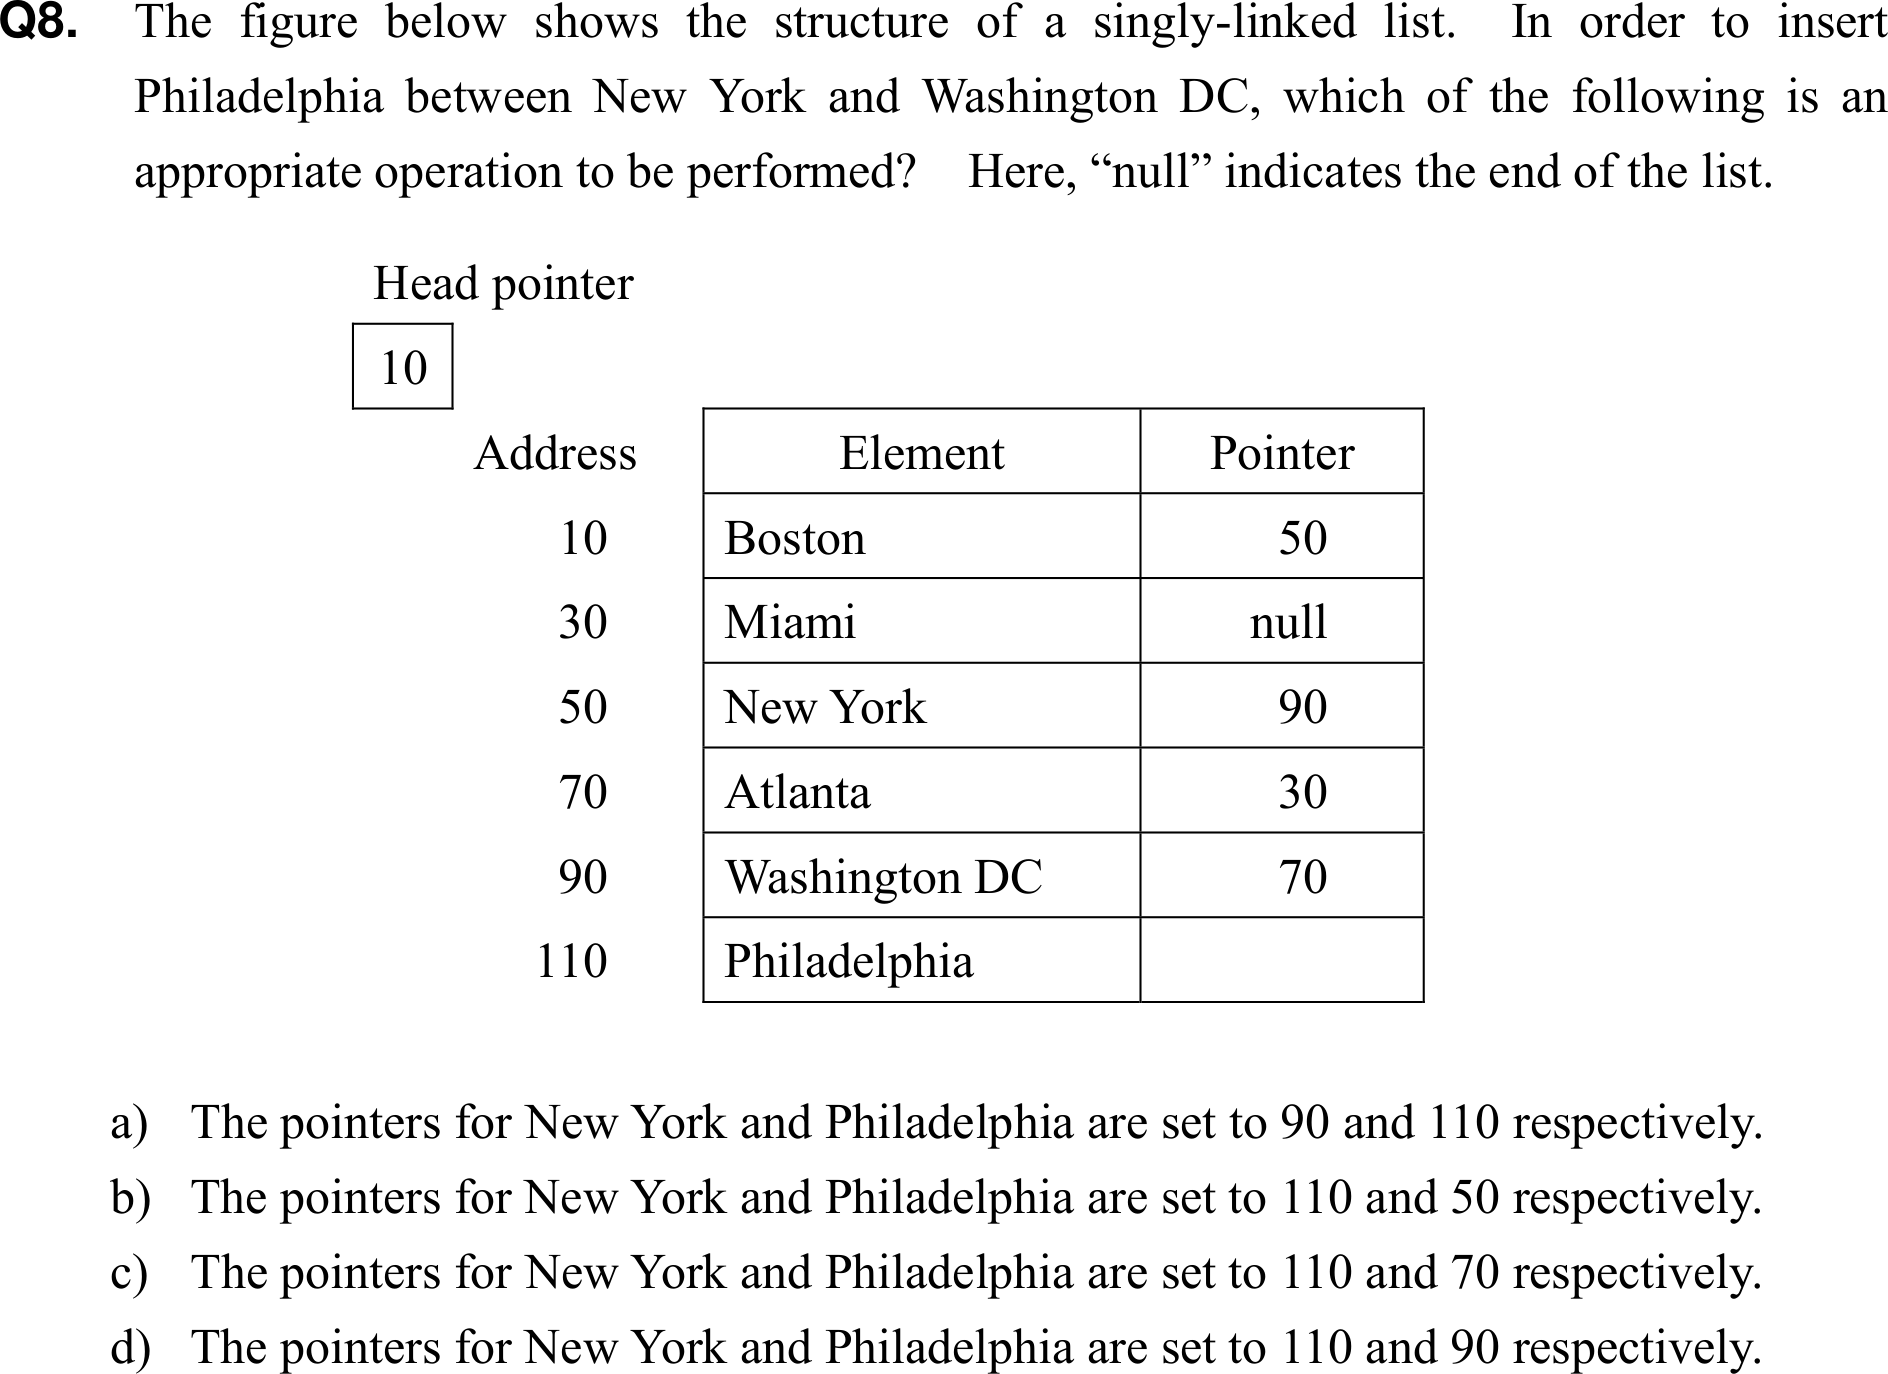 Q8. The figure below shows the structure of a singly-linked list. In order to insert
Philadelphia between New York and Washington DC, which of the following is an
appropriate operation to be performed? Here, “null” indicates the end of the list.
Head pointer
10
Address Element Pointer
10 Boston 50
30 Miami null
50 New York 90
70 Atlanta 30
90 Washington DC 70
110 Philadelphia
a) The pointers for New York and Philadelphia are set to 90 and 110 respectively.
b) The pointers for New York and Philadelphia are set to 110 and 50 respectively.
c) The pointers for New York and Philadelphia are set to 110 and 70 respectively.
d) The pointers for New York and Philadelphia are set to 110 and 90 respectively.